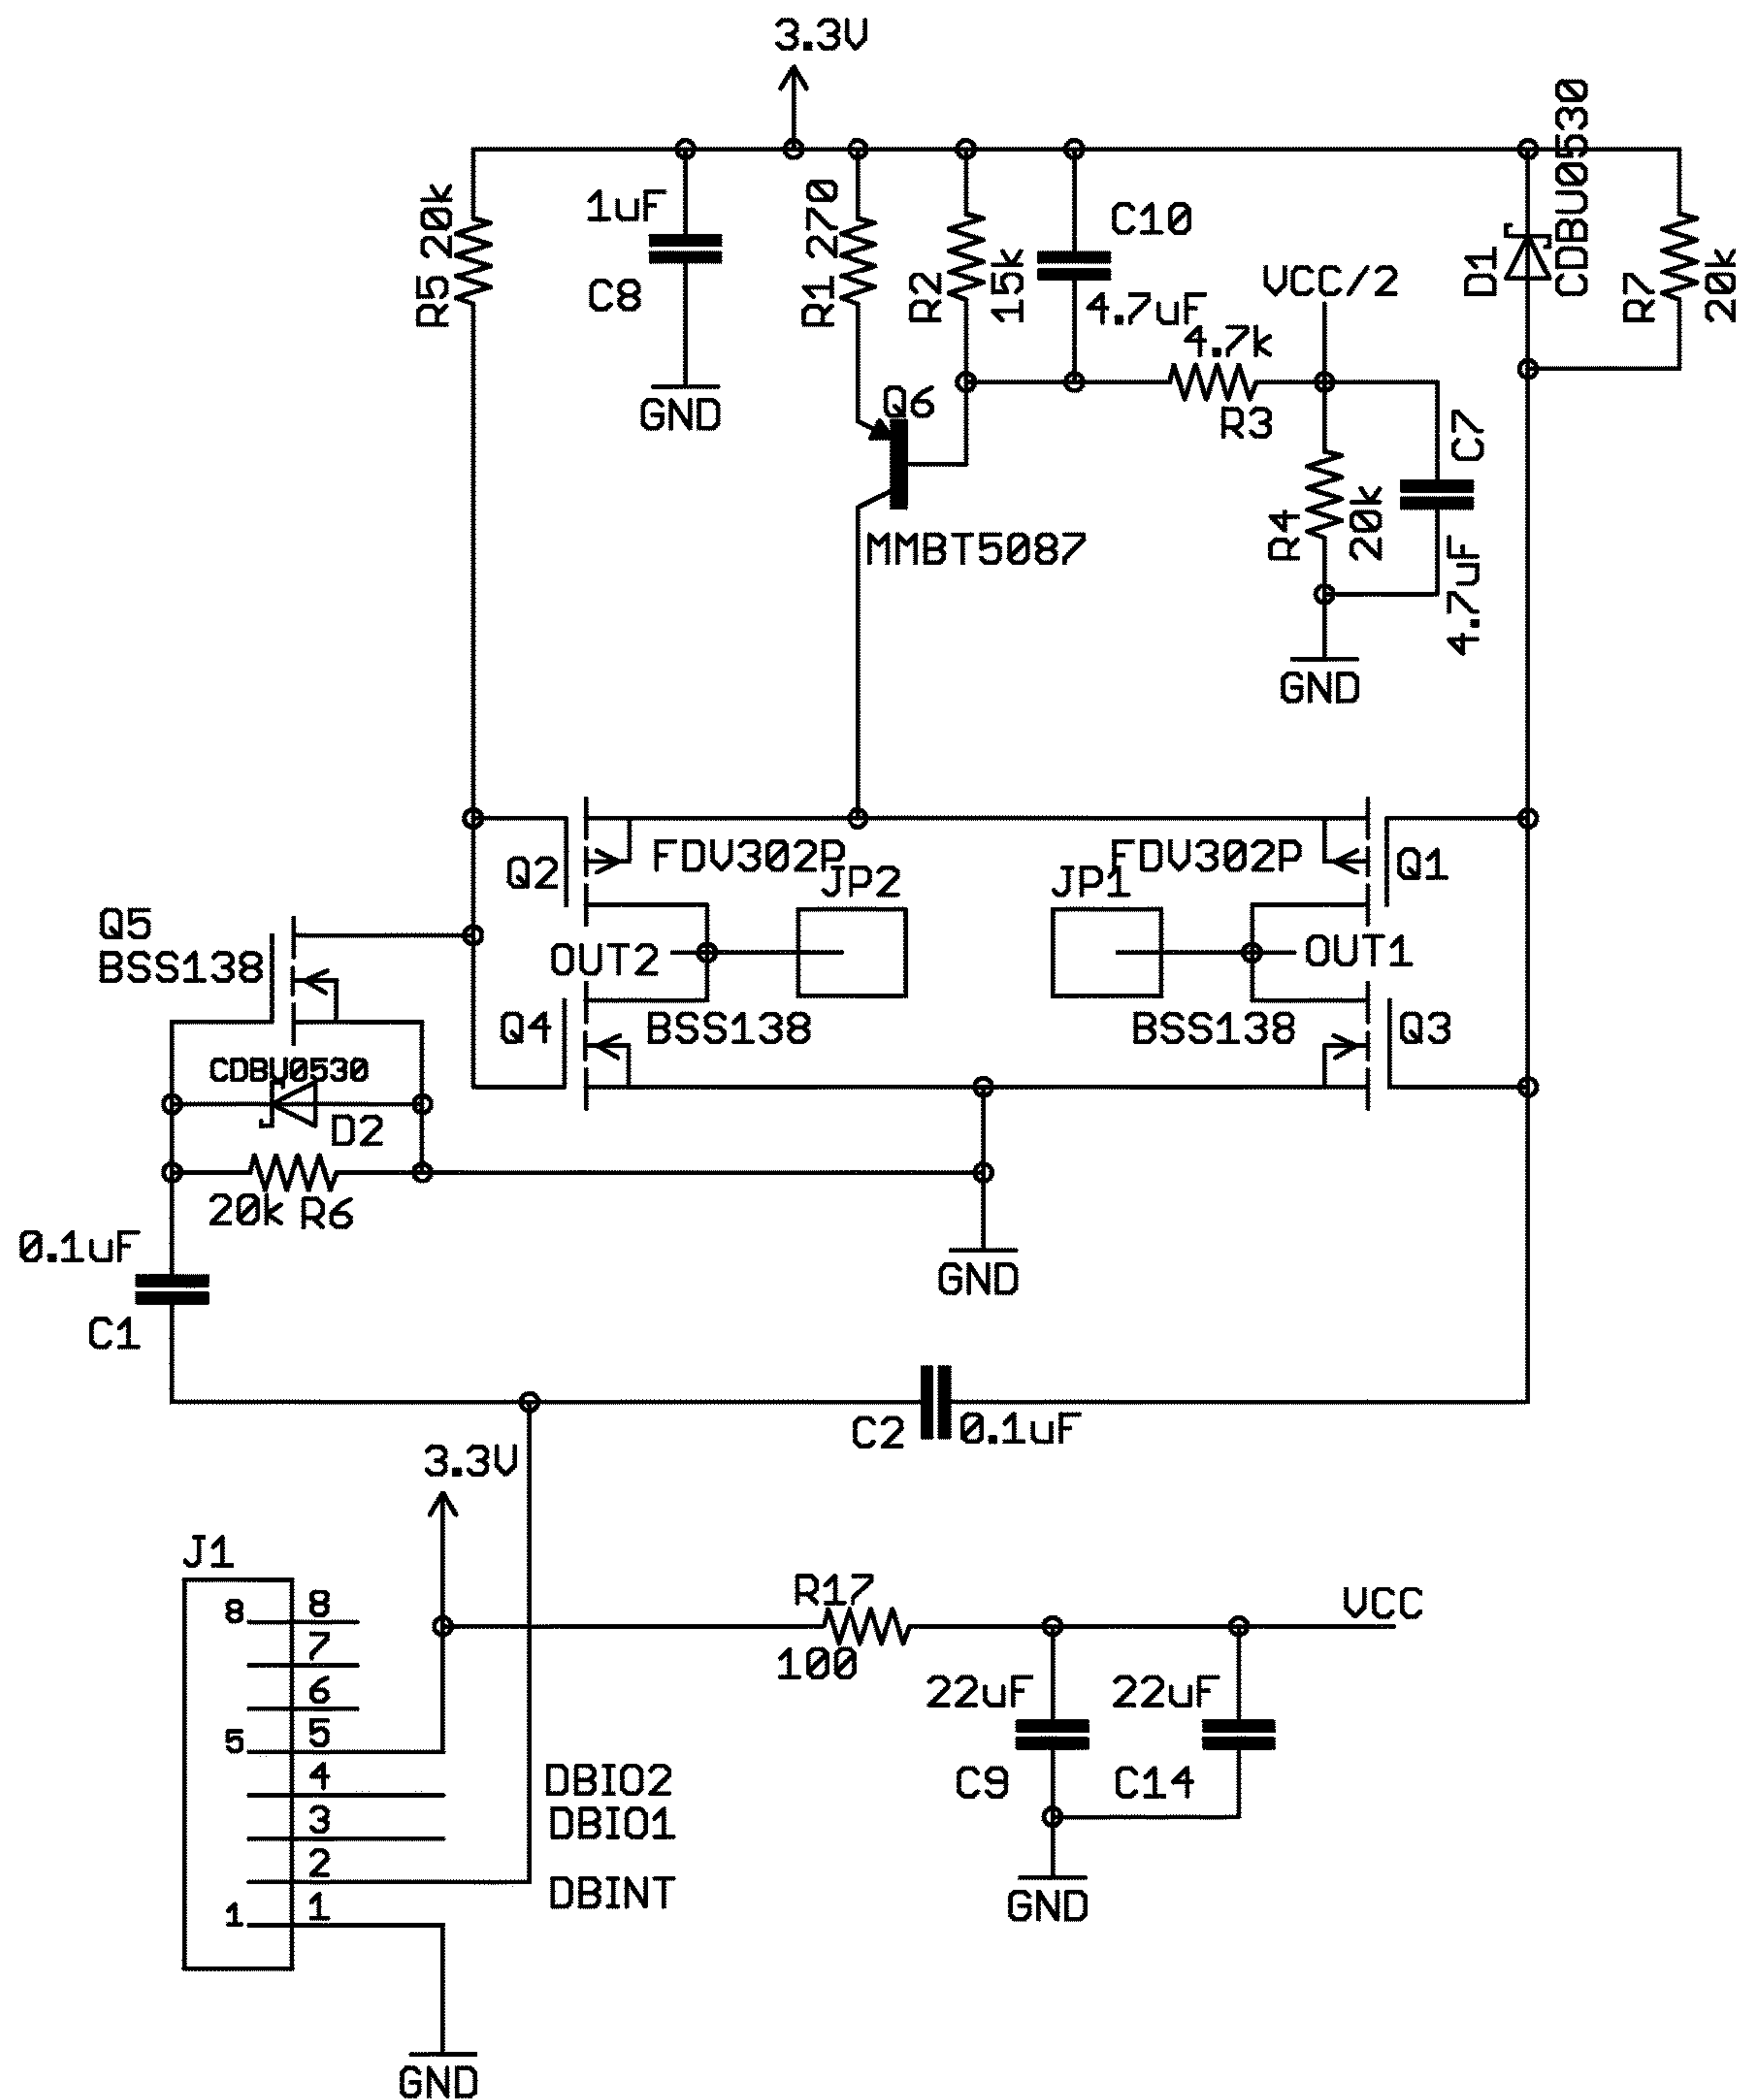 3.3V
R5 20k
1uF
C8
GND
R1 270
R2
15k
C10
4.7uF
4.7k
R3
VCC/2
D1
CDBU0530
R7
20k
Q6
MMBT5087
R4
20k
C7
4.7uF
GND
Q2
FDV302P
JP2
FDV302P
JP1
Q1
Q5
BSS138
OUT2
OUT1
Q4
BSS138
BSS138
Q3
CDBU0530
D2
20k R6
0.1uF
C1
GND
C2
0.1uF
3.3V
J1
8 8
7
6
5 5
4
3
2
1 1
DBIO2
DBIO1
DBINT
GND
R17
100
VCC
22uF
C9
22uF
C14
GND